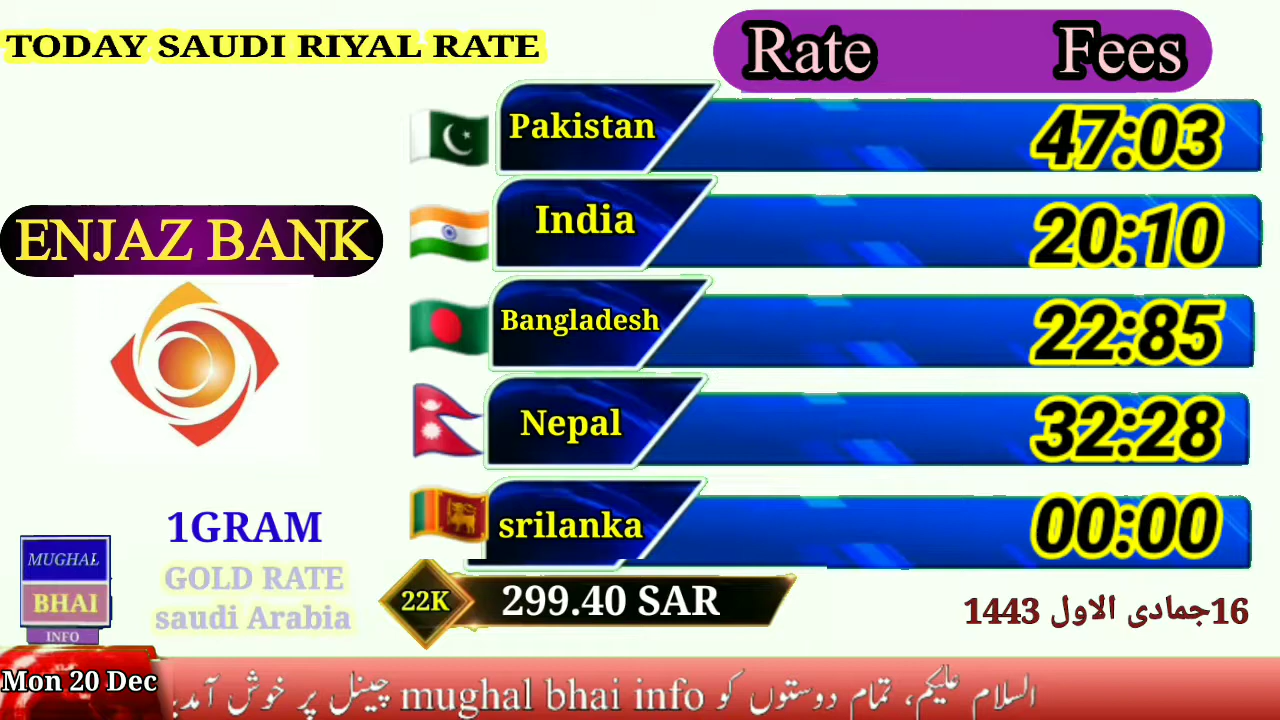 TODAY SAUDI RIYAL RATE
Rate Fees
Pakistan 47:03
India 20:10
ENJAZ BANK
Bangladesh 22:85
Nepal 32:28
srilanka 00:00
1GRAM
GOLD RATE
saudi Arabia
22K 299.40 SAR
16جمادى الاول 1443
MUGHAL
BHAI
INFO
Mon 20 Dec
السلام علیکم، تمام دوستوں کو mughal bhai info چینل پر خوش آمدید